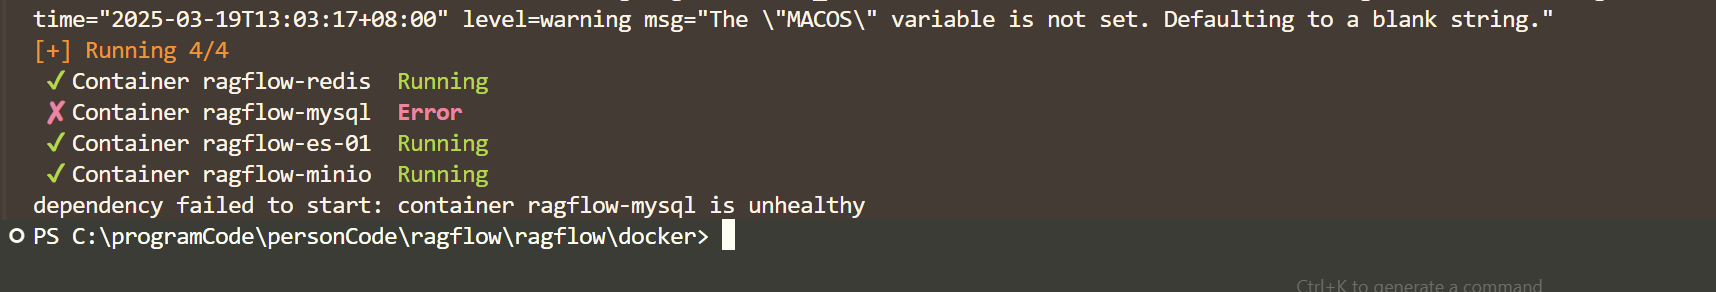 time="2025-03-19T13:03:17+08:00" level=warning msg="The \"MACOS\" variable is not set. Defaulting to a blank string."
[+] Running 4/4
✓ Container ragflow-redis  Running
✗ Container ragflow-mysql  Error
✓ Container ragflow-es-01  Running
✓ Container ragflow-minio  Running
dependency failed to start: container ragflow-mysql is unhealthy
PS C:\programCode\personCode\ragflow\ragflow\docker>
Ctrl+K to generate a command